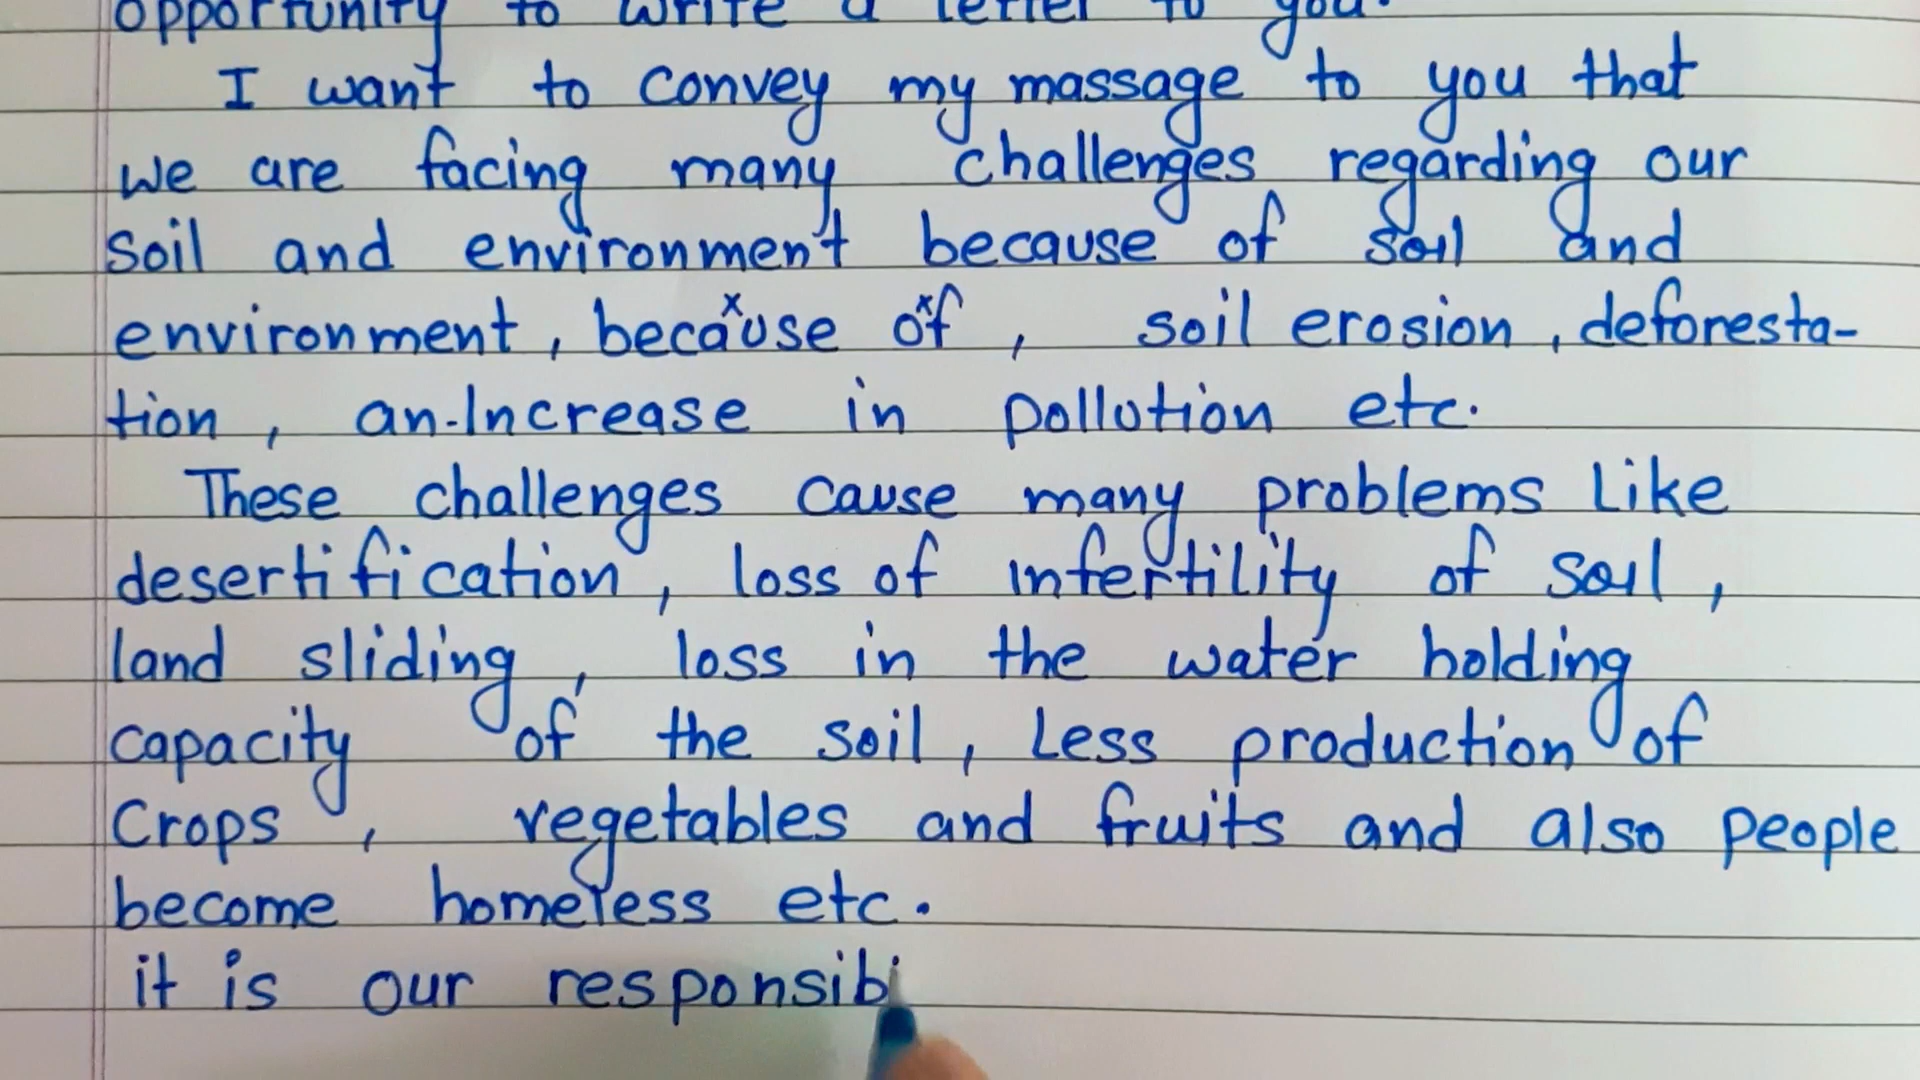 opportunity to write a letter to you.
I want to convey my massage to you that
we are facing many challenges regarding our
soil and environment because of soil and
environment, because of, soil erosion, deforesta-
tion, an-Increase in pollution etc.
These challenges cause many problems like
desertification, loss of infertility of soil,
land sliding, loss in the water holding
capacity of the soil, Less production of
Crops, vegetables and fruits and also people
become homeless etc.
it is our responsibi